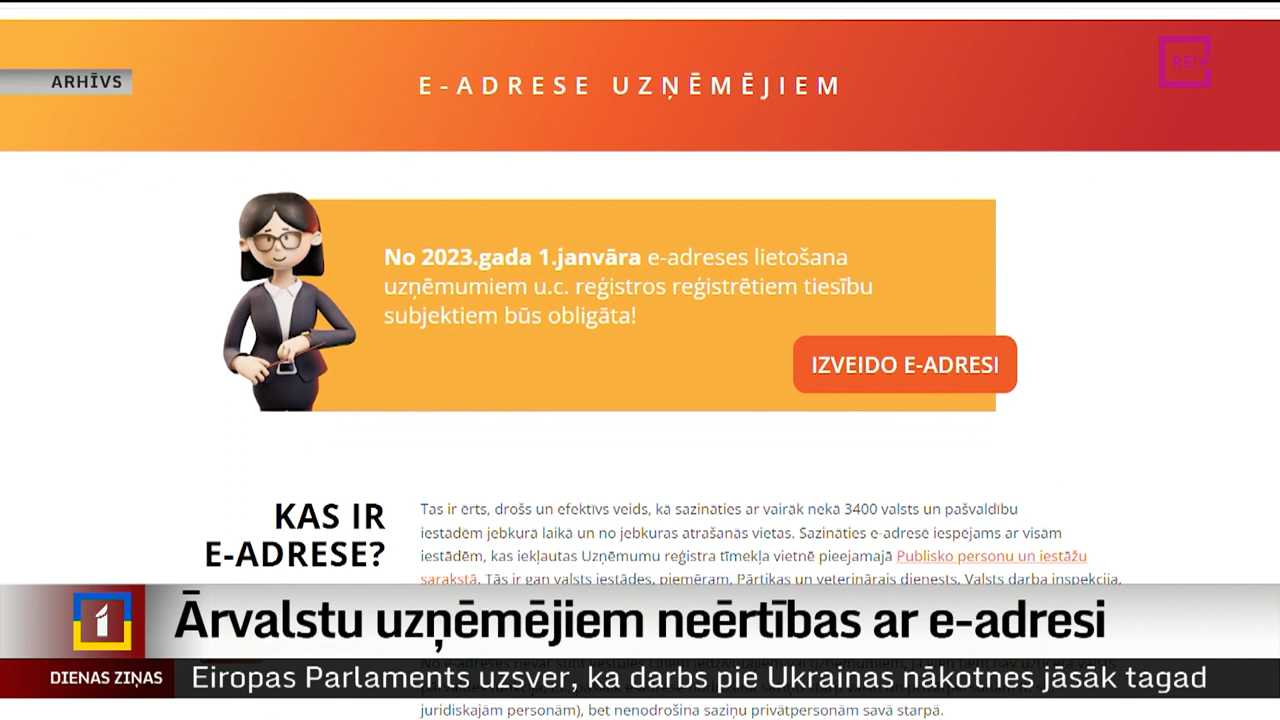 ARHĪVS
E-ADRESE UZŅĒMĒJIEM
No 2023.gada 1.janvāra e-adreses lietošana
uzņēmumiem u.c. reģistros reģistrētiem tiesību
subjektiem būs obligāta!
IZVEIDO E-ADRESI
KAS IR
E-ADRESE?
Tas ir ērts, drošs un efektīvs veids, kā sazināties ar vairāk nekā 3400 valsts un pašvaldību
iestādēm jebkurā laikā un no jebkuras atrašanās vietas. Sazināties e-adresē iespējams ar visām
iestādēm, kas iekļautas Uzņēmumu reģistra tīmekļa vietnē pieejamajā Publisko personu un iestāžu
sarakstā. Tās ir gan valsts iestādes, piemēram, Pārtikas un veterinārais dienests, Valsts darba inspekcija,
1
Ārvalstu uzņēmējiem neērtības ar e-adresi
DIENAS ZIŅAS
Eiropas Parlaments uzsver, ka darbs pie Ukrainas nākotnes jāsāk tagad
juridiskajām personām), bet nenodrošina saziņu privātpersonām savā starpā.